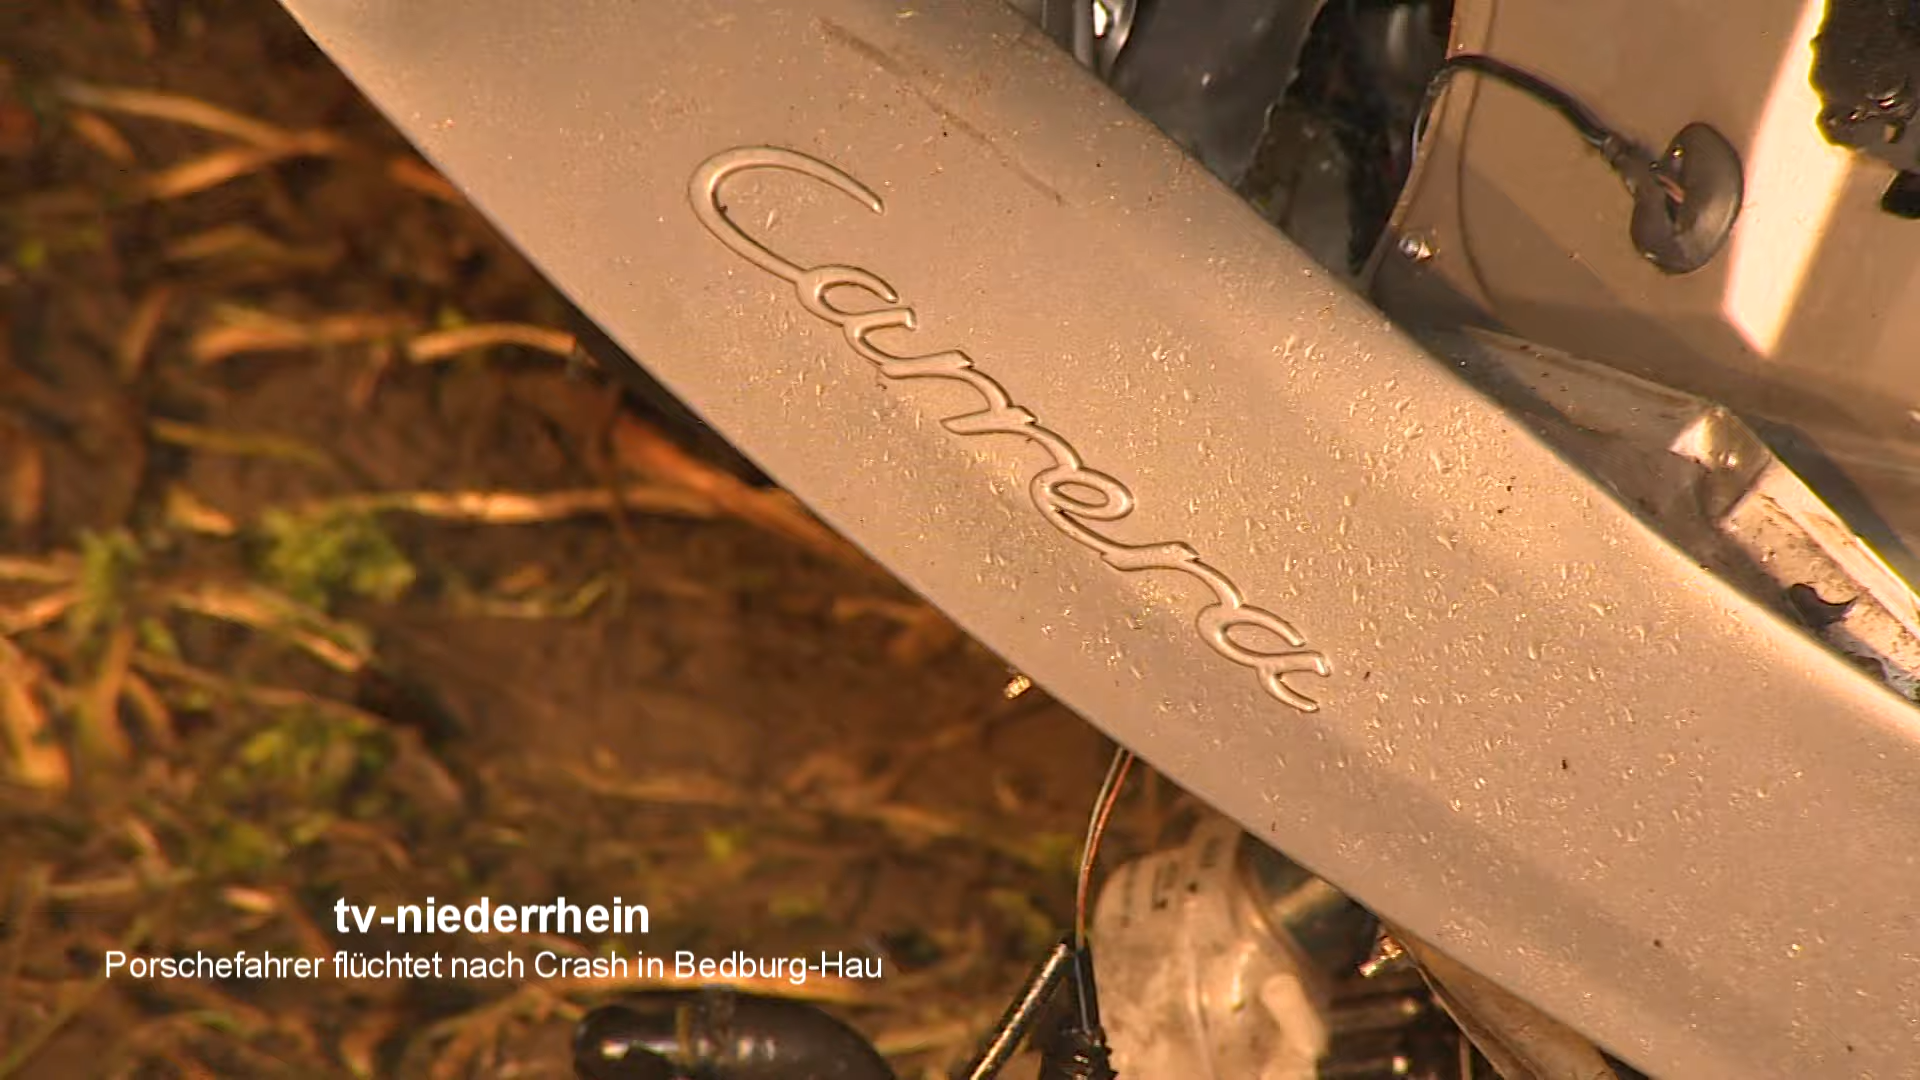 Carrera
tv-niederrhein
Porschefahrer flüchtet nach Crash in Bedburg-Hau